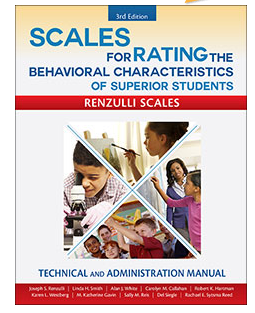 3rd Edition
SCALES
FOR RATING THE
BEHAVIORAL CHARACTERISTICS
OF SUPERIOR STUDENTS
RENZULLI SCALES
TECHNICAL AND ADMINISTRATION MANUAL
Joseph S. Renzulli | Linda H. Smith | Alan J. White | Carolyn M. Callahan | Robert K. Hartman
Karen L. Westberg | M. Katherine Gavin | Sally M. Reis | Del Siegle | Rachael E. Sytsma Reed